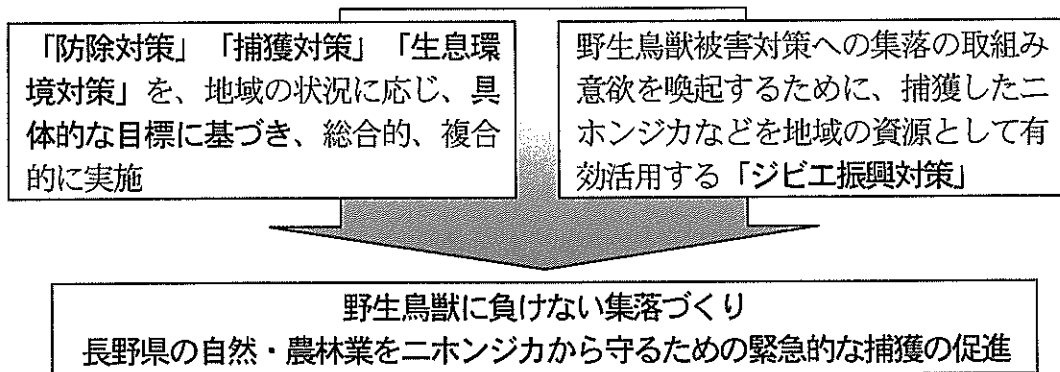 「防除対策」「捕獲対策」「生息環
境対策」を、地域の状況に応じ、具
体的な目標に基づき、総合的、複合
的に実施
野生鳥獣被害対策への集落の取組み
意欲を喚起するために、捕獲したニ
ホンジカなどを地域の資源として有
効活用する「ジビエ振興対策」
野生鳥獣に負けない集落づくり
長野県の自然・農林業をニホンジカから守るための緊急的な捕獲の促進